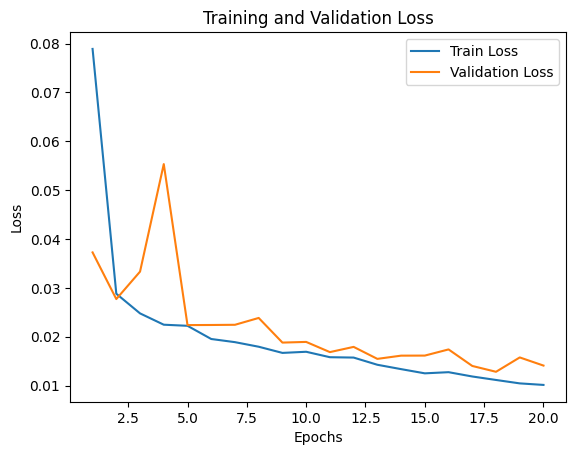 Training and Validation Loss
Train Loss
Validation Loss
0.08
0.07
0.06
0.05
0.04
0.03
0.02
0.01
Loss
2.5 5.0 7.5 10.0 12.5 15.0 17.5 20.0
Epochs